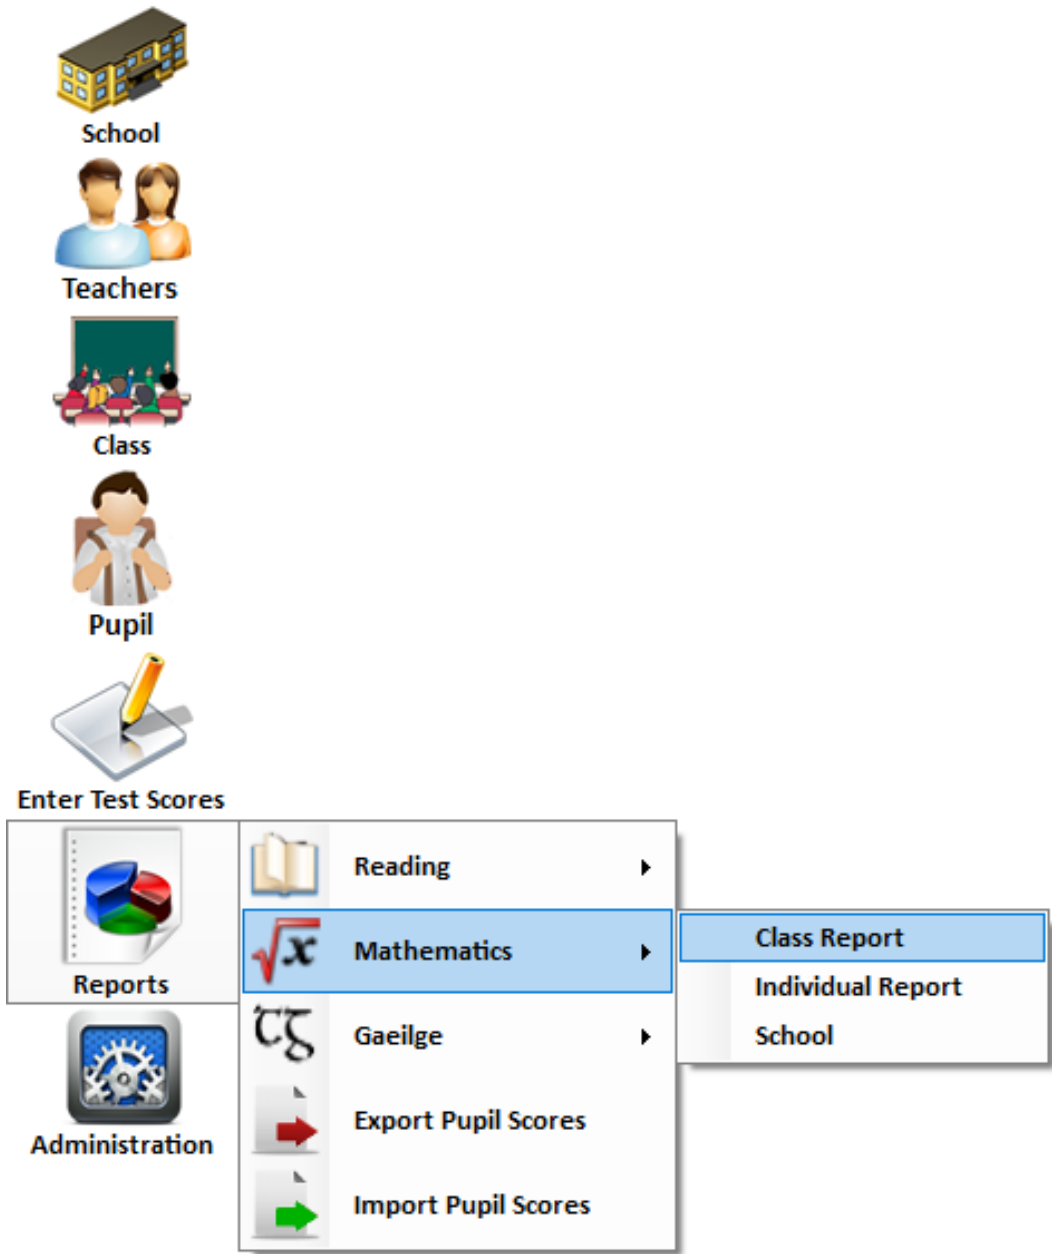 School
Teachers
Class
Pupil
Enter Test Scores
Reports
Administration
Reading
Mathematics
Gaeilge
Export Pupil Scores
Import Pupil Scores
Class Report
Individual Report
School